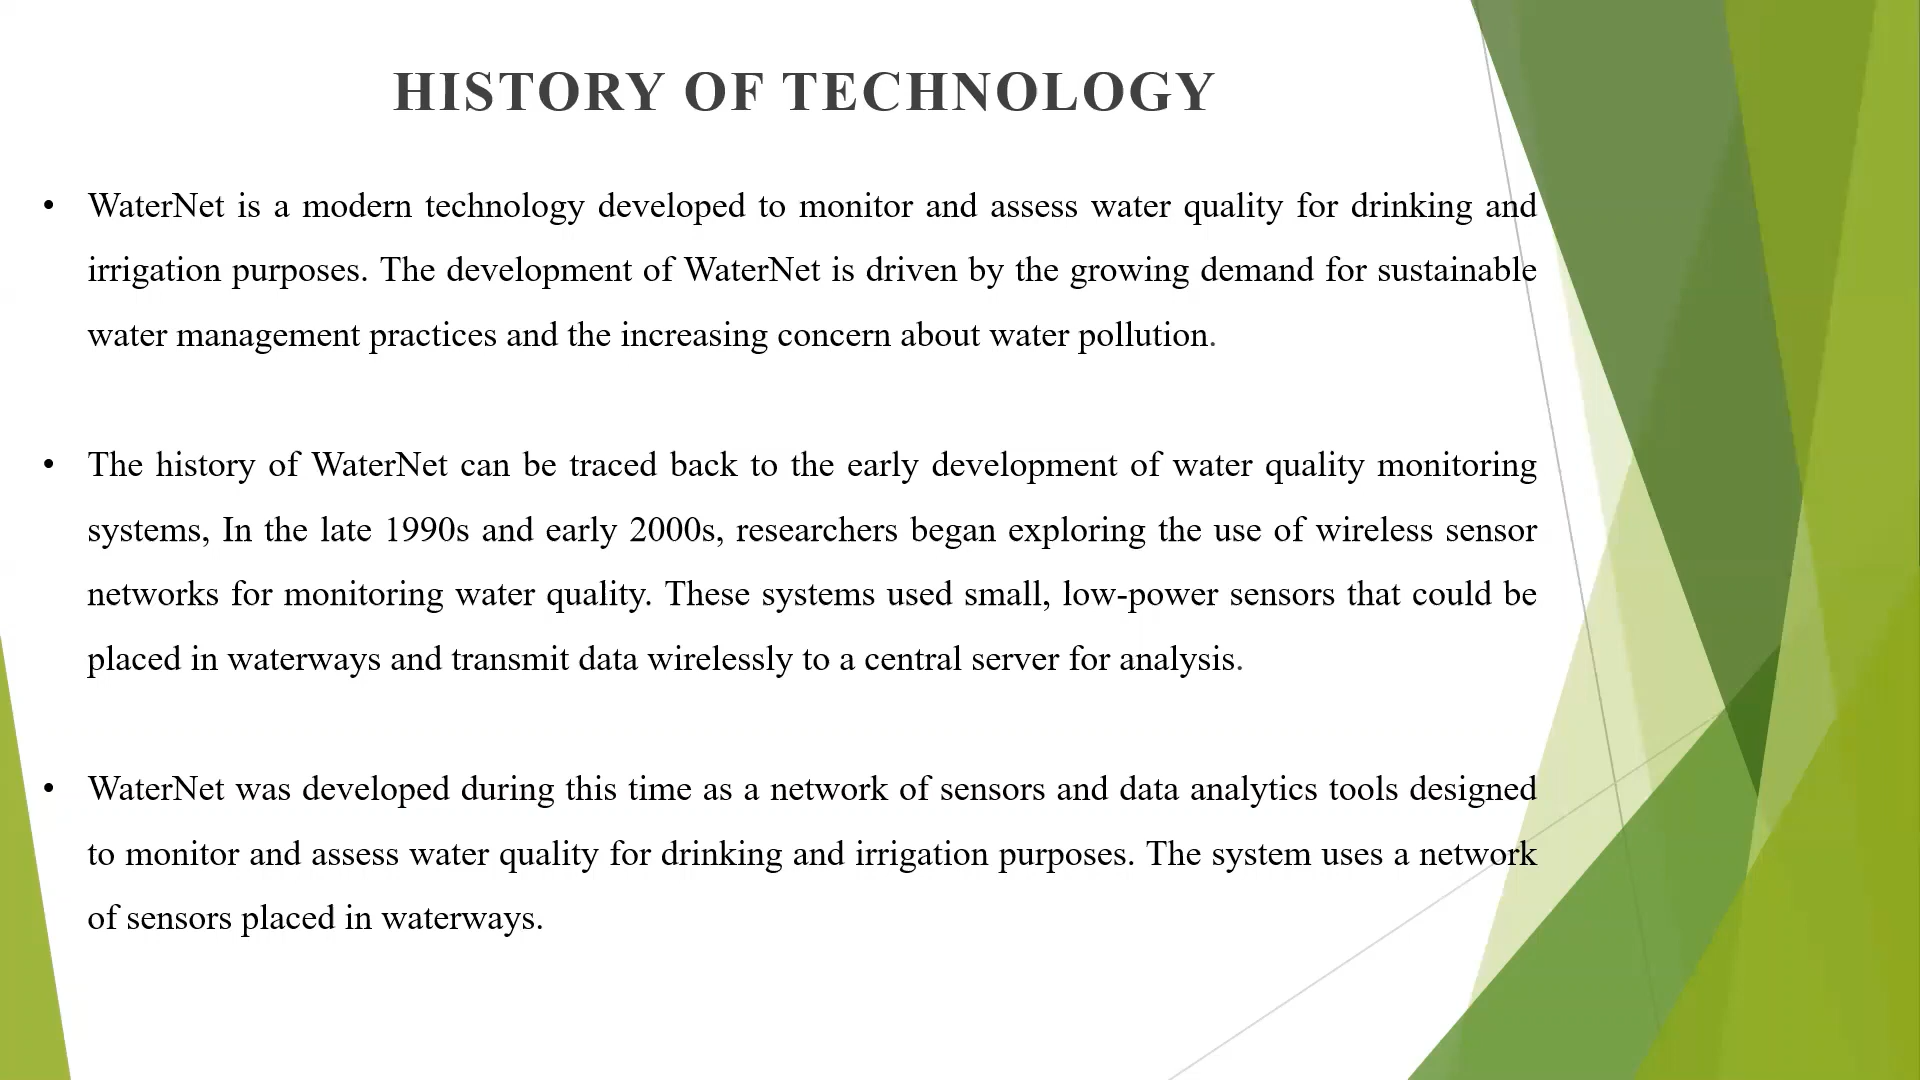 HISTORY OF TECHNOLOGY
• WaterNet is a modern technology developed to monitor and assess water quality for drinking and
irrigation purposes. The development of WaterNet is driven by the growing demand for sustainable
water management practices and the increasing concern about water pollution.
• The history of WaterNet can be traced back to the early development of water quality monitoring
systems, In the late 1990s and early 2000s, researchers began exploring the use of wireless sensor
networks for monitoring water quality. These systems used small, low-power sensors that could be
placed in waterways and transmit data wirelessly to a central server for analysis.
• WaterNet was developed during this time as a network of sensors and data analytics tools designed
to monitor and assess water quality for drinking and irrigation purposes. The system uses a network
of sensors placed in waterways.